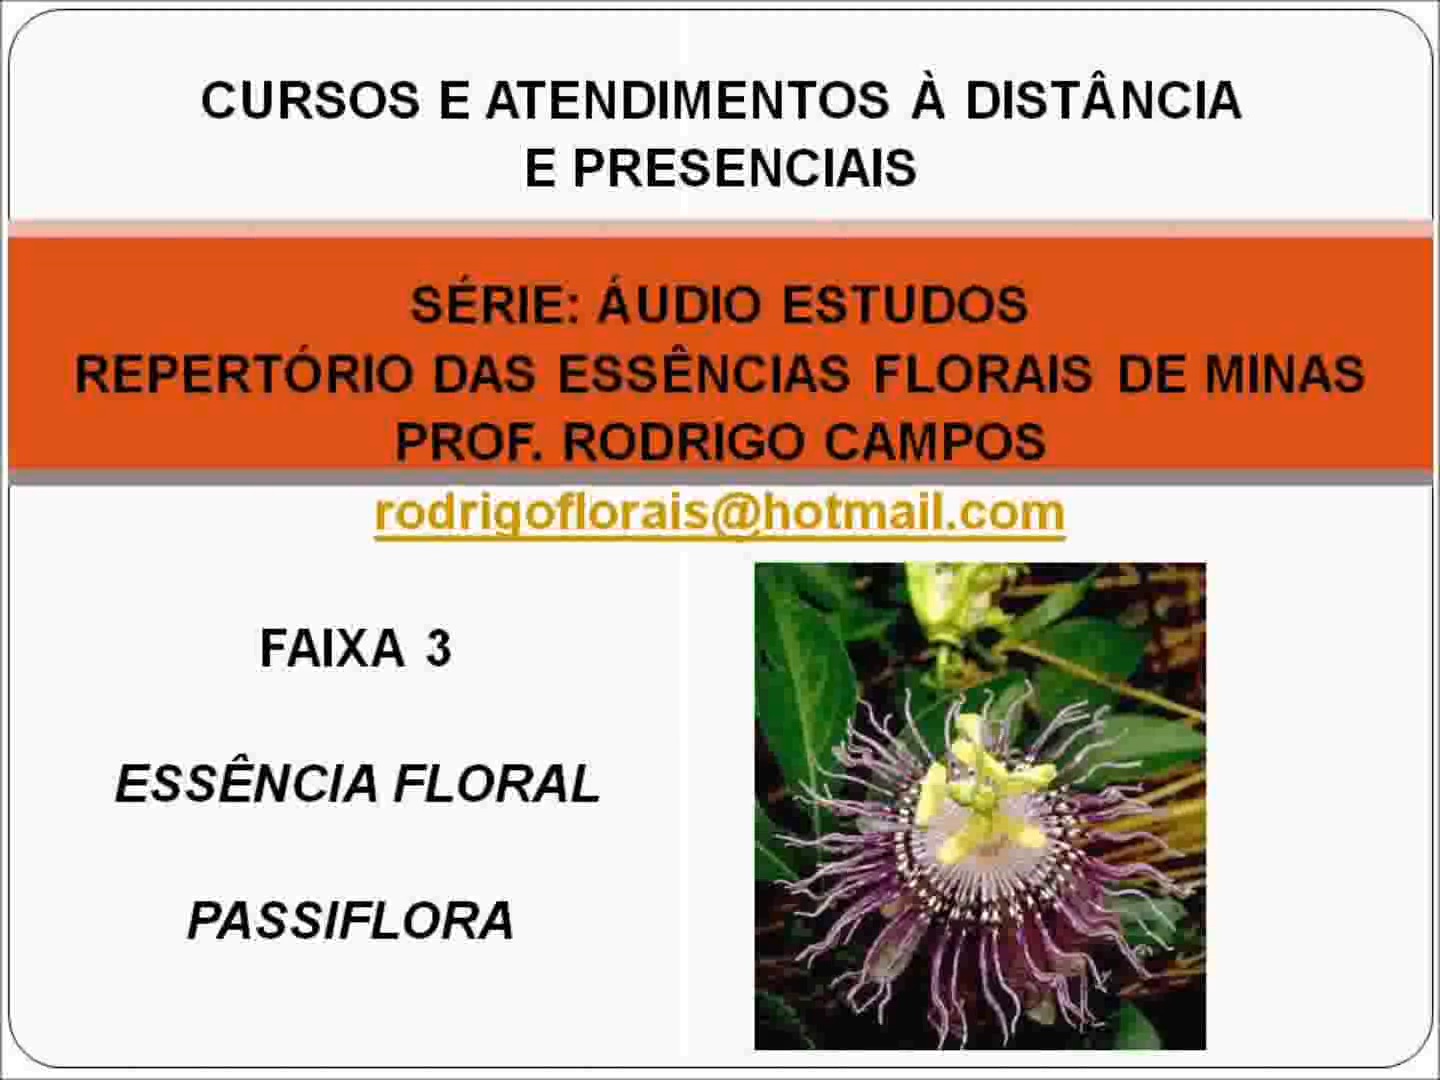 CURSOS E ATENDIMENTOS À DISTÂNCIA
E PRESENCIAIS
SÉRIE: ÁUDIO ESTUDOS
REPERTÓRIO DAS ESSÊNCIAS FLORAIS DE MINAS
PROF. RODRIGO CAMPOS
rodrigoflorais@hotmail.com
FAIXA 3
ESSÊNCIA FLORAL
PASSIFLORA